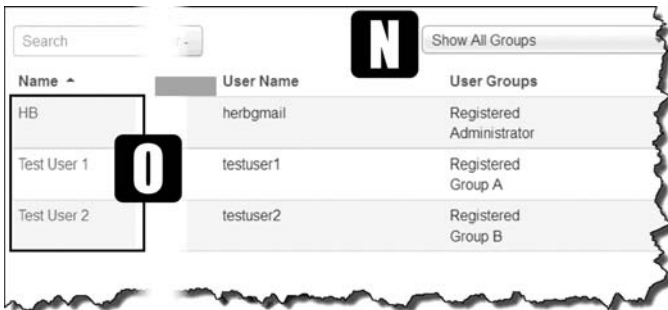 Search
N
Show All Groups
Name
User Name
User Groups
HB
herbgmail
Registered
Administrator
O
Test User 1
testuser1
Registered
Group A
Test User 2
testuser2
Registered
Group B